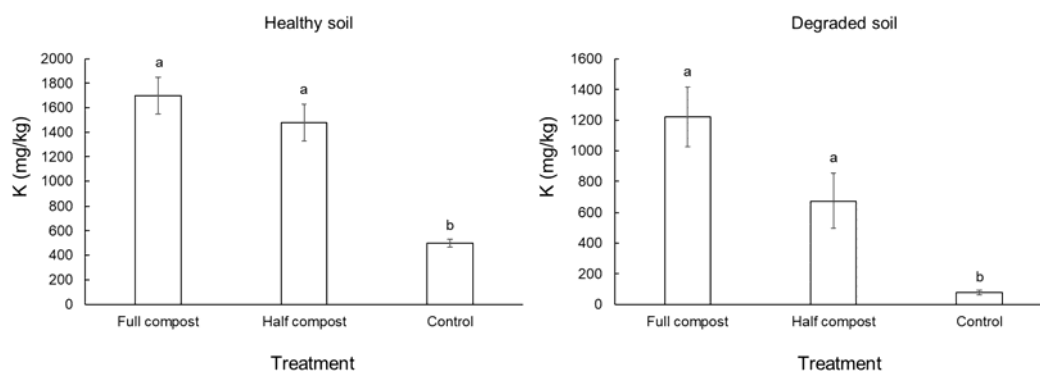 Healthy soil
K (mg/kg)
2000
1800
1600
1400
1200
1000
800
600
400
200
0
a
a
b
Full compost
Half compost
Control
Treatment
Degraded soil
K (mg/kg)
1600
1400
1200
1000
800
600
400
200
0
a
a
b
Full compost
Half compost
Control
Treatment